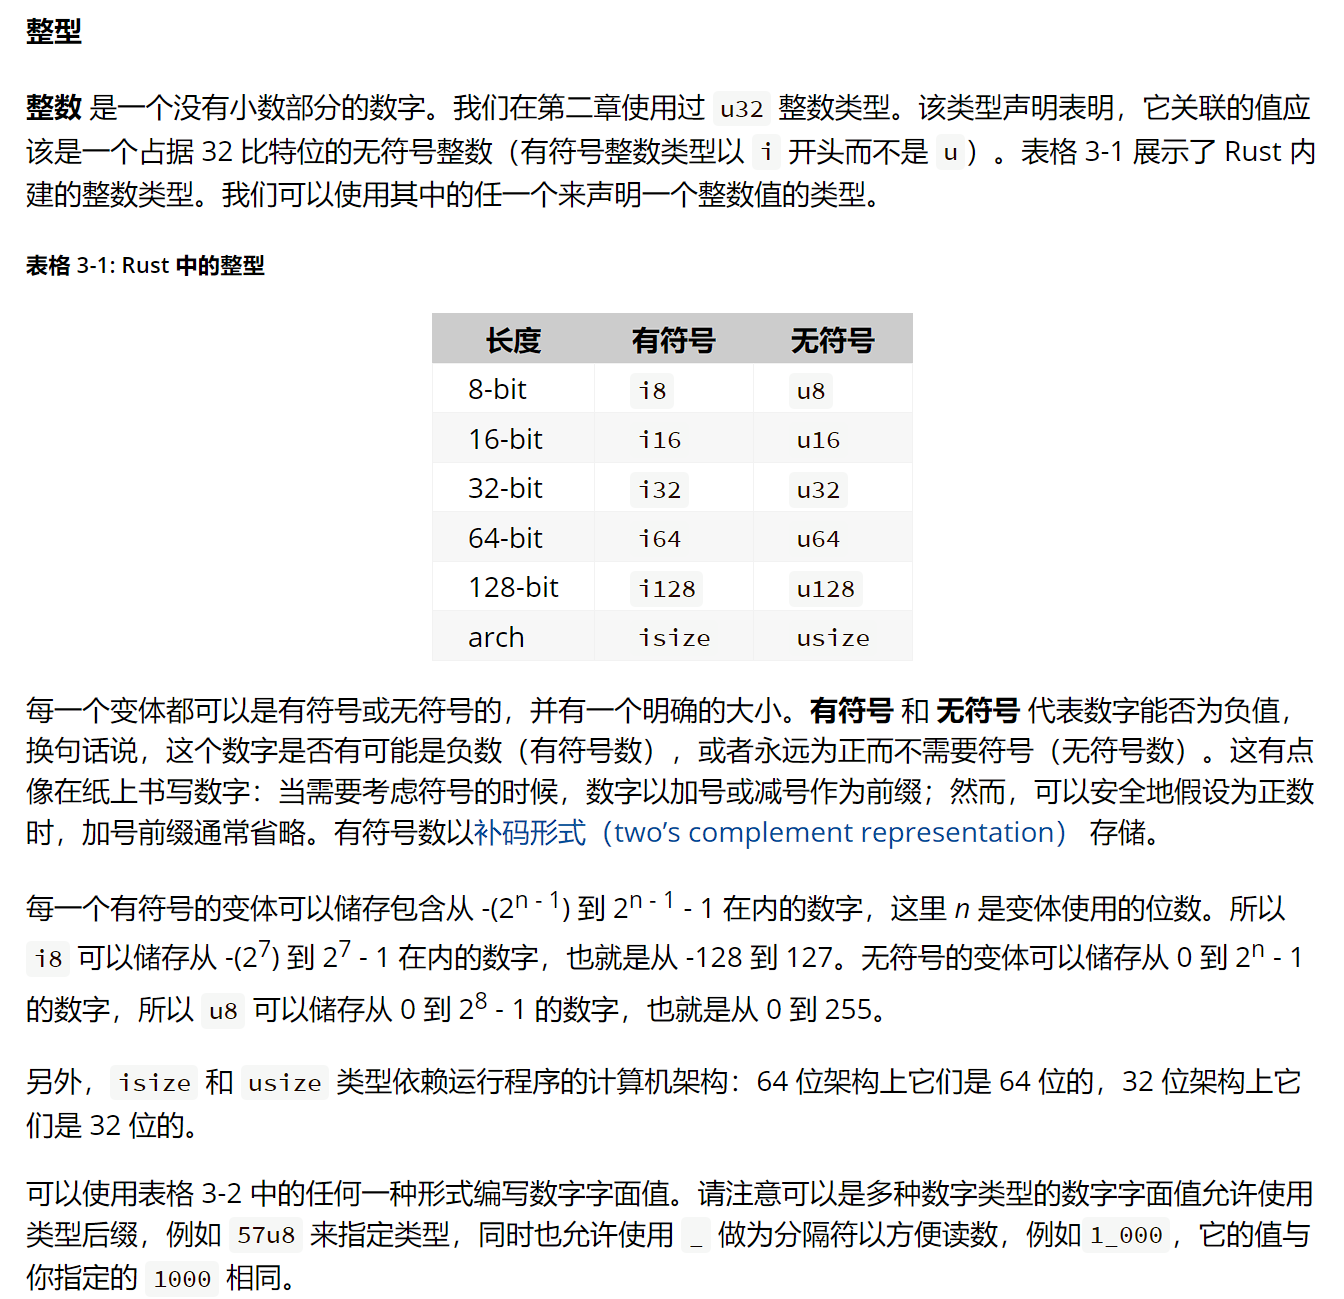 整型
整数 是一个没有小数部分的数字。我们在第二章使用过 u32 整数类型。该类型声明表明，它关联的值应
该是一个占据 32 比特位的无符号整数（有符号整数类型以 i 开头而不是 u）。表格 3-1 展示了 Rust 内
建的整数类型。我们可以使用其中的任一个来声明一个整数值的类型。
表格 3-1: Rust 中的整型
长度 有符号 无符号
8-bit i8 u8
16-bit i16 u16
32-bit i32 u32
64-bit i64 u64
128-bit i128 u128
arch isize usize
每一个变体都可以是有符号或无符号的，并有一个明确的大小。有符号 和 无符号 代表数字能否为负值，
换句话说，这个数字是否有可能是负数（有符号数），或者永远为正而不需要符号（无符号数）。这有点
像在纸上书写数字：当需要考虑符号的时候，数字以加号或减号作为前缀；然而，可以安全地假设为正数
时，加号前缀通常省略。有符号数以补码形式（two’s complement representation） 存储。
每一个有符号的变体可以储存包含从 -(2^{n - 1}) 到 2^{n - 1} - 1 在内的数字，这里 n 是变体使用的位数。所以
i8 可以储存从 -(2^7) 到 2^7 - 1 在内的数字，也就是从 -128 到 127。无符号的变体可以储存从 0 到 2^n - 1
的数字，所以 u8 可以储存从 0 到 2^8 - 1 的数字，也就是从 0 到 255。
另外，isize 和 usize 类型依赖运行程序的计算机架构：64 位架构上它们是 64 位的，32 位架构上它
们是 32 位的。
可以使用表格 3-2 中的任何一种形式编写数字字面值。请注意可以是多种数字类型的数字字面值允许使用
类型后缀，例如 57u8 来指定类型，同时也允许使用 _ 做为分隔符以方便读数，例如1_000，它的值与
你指定的 1000 相同。